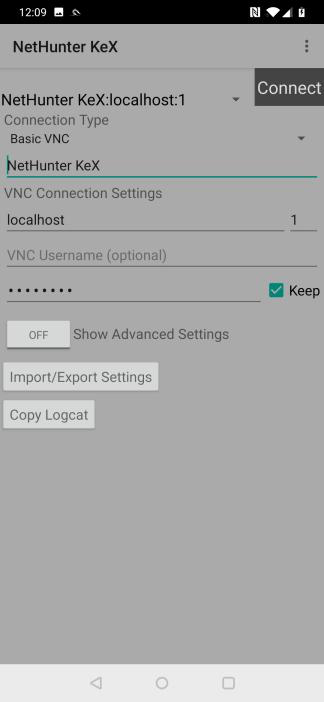 12:09
NetHunter KeX
Connect
NetHunter KeX:localhost:1
Connection Type
Basic VNC
NetHunter KeX
VNC Connection Settings
localhost 1
VNC Username (optional)
••••••••
Keep
OFF Show Advanced Settings
Import/Export Settings
Copy Logcat